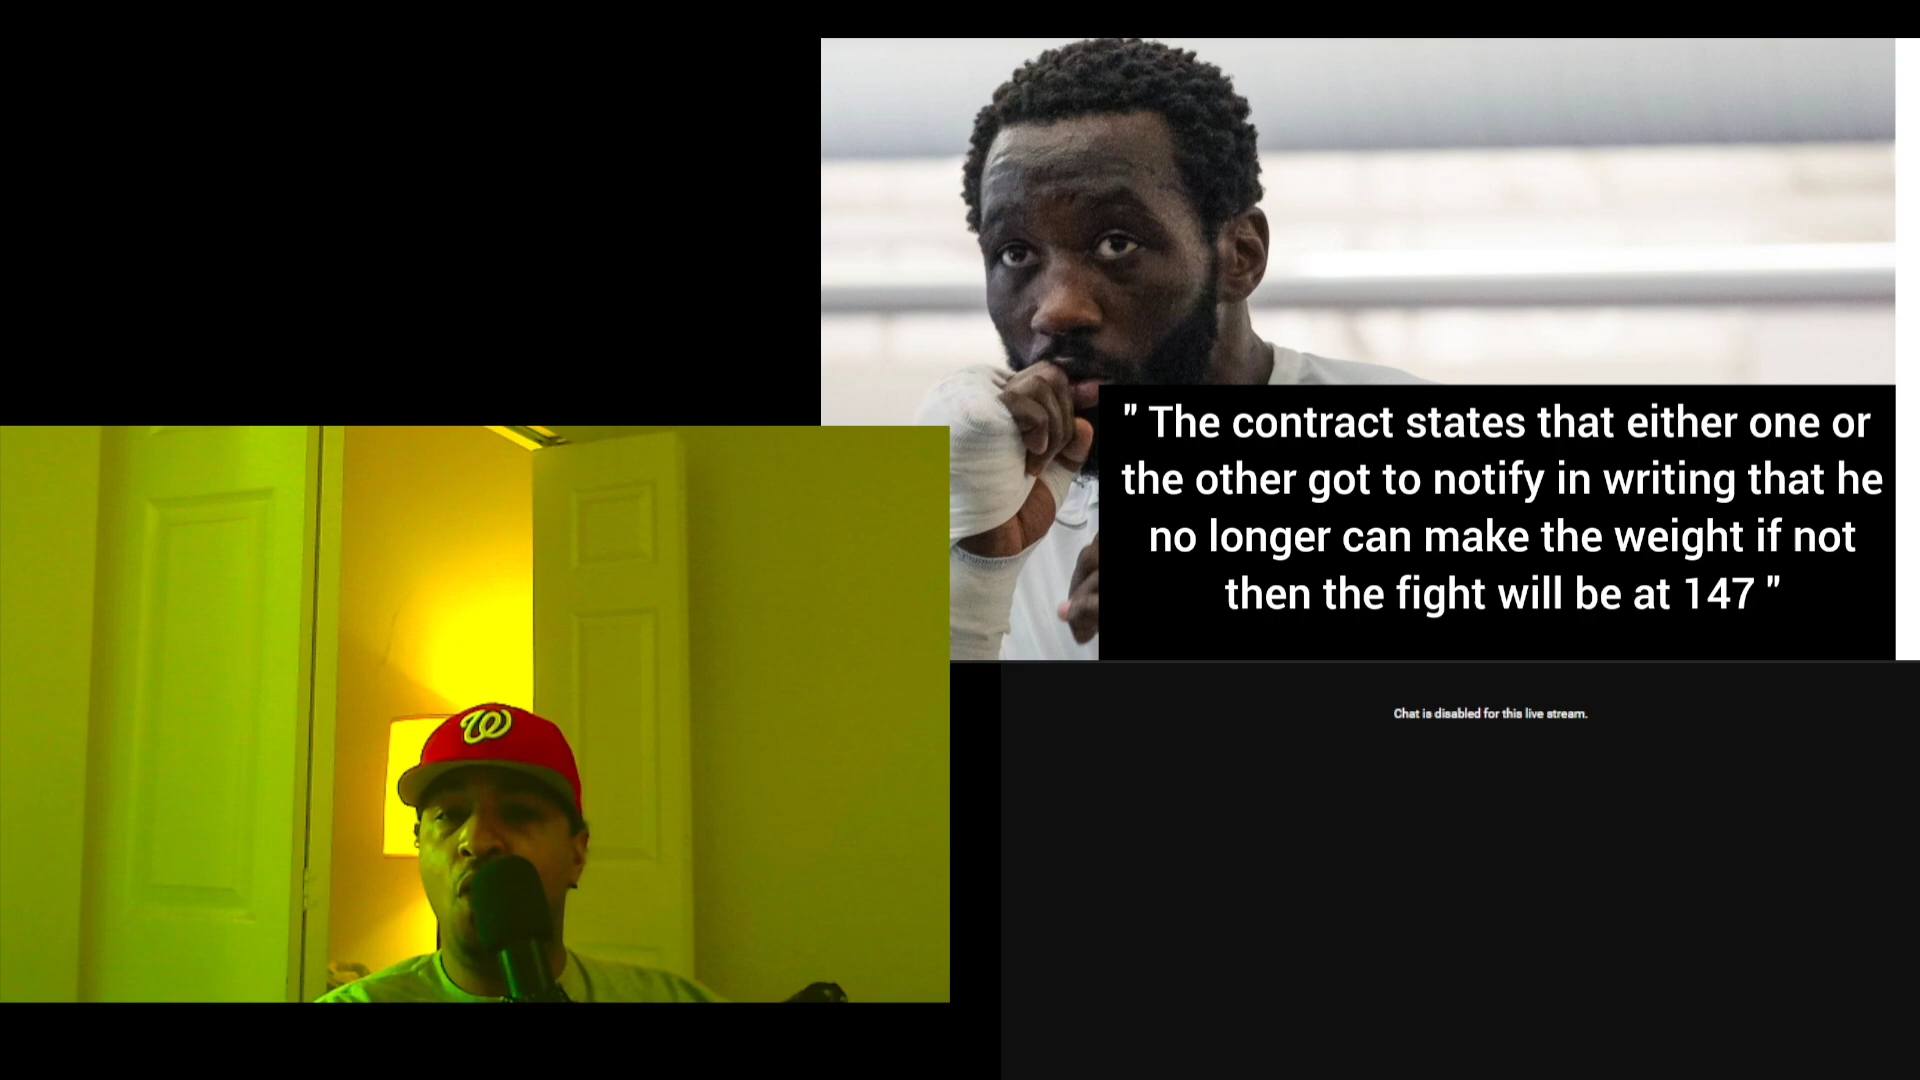 " The contract states that either one or
the other got to notify in writing that he
no longer can make the weight if not
then the fight will be at 147 "
Chat is disabled for this live stream.
W